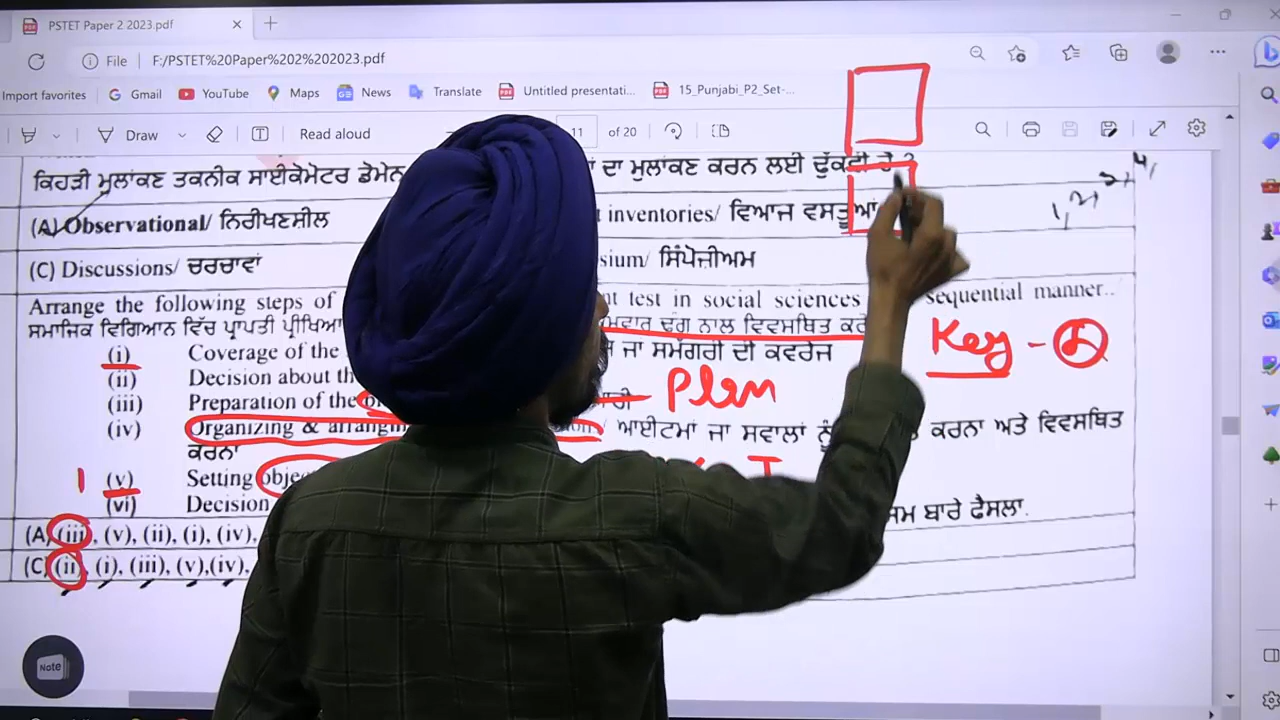 PSTET Paper 2 2023.pdf
File F:/PSTET%20Paper%202%202023.pdf
Import favorites Gmail YouTube Maps News Translate Untitled presentati... 15_Punjabi_P2_Set-...
Draw Read aloud 11 of 20
ਕਿਹੜੀ ਮੁਲਾਂਕਣ ਤਕਨੀਕ ਸਾਈਕੋਮੋਟਰ ਡੋਮੇਨ ਦਾ ਮੁਲਾਂਕਣ ਕਰਨ ਲਈ ਢੁੱਕਵੀਂ ਹੈ ?
1, 2, 3, 4,
(A) Observational/ ਨਿਰੀਖਣਸ਼ੀਲ inventories/ ਵਿਆਜ ਵਸਤੂਆਂ
(C) Discussions/ ਚਰਚਾਵਾਂ sium/ ਸਿੰਪੋਜ਼ੀਅਮ
Arrange the following steps of t test in social sciences sequential manner..
ਸਮਾਜਿਕ ਵਿਗਿਆਨ ਵਿੱਚ ਪ੍ਰਾਪਤੀ ਪ੍ਰੀਖਿਆ ਮਵਾਰ ਢੰਗ ਨਾਲ ਵਿਵਸਥਿਤ ਕਰੋ
Key -
(i) Coverage of the ਜਾ ਸਮੱਗਰੀ ਦੀ ਕਵਰੇਜ
(ii) Decision about th
(iii) Preparation of the Plan
(iv) Organizing & arrangin / ਆਈਟਮਾਂ ਜਾ ਸਵਾਲਾਂ ਨੂੰ ਕਰਨਾ ਅਤੇ ਵਿਵਸਥਿਤ
ਕਰਨਾ
1 (v) Setting obje
(vi) Decision ਬਾਰੇ ਫੈਸਲਾ.
(A) (iii), (v), (ii), (i), (iv),
(C) (ii), (i), (iii), (v),(iv),
Note